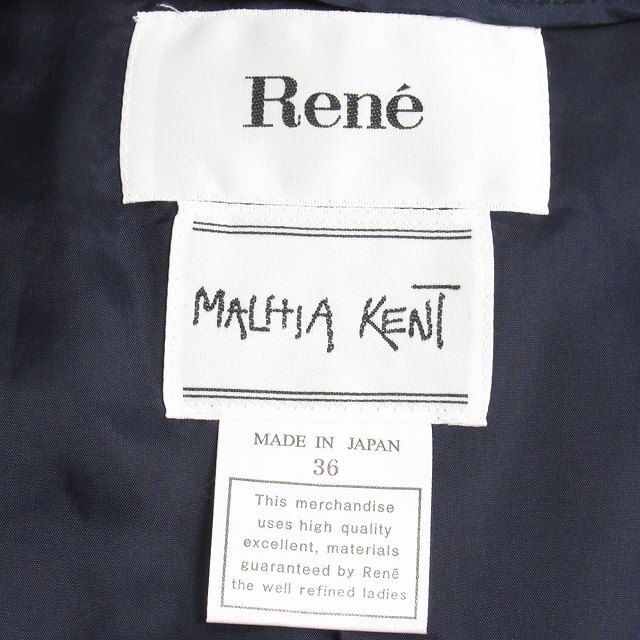 René
MALHIA KENT
MADE IN JAPAN
36
This merchandise
uses high quality
excellent, materials
guaranteed by Renē
the well refined ladies